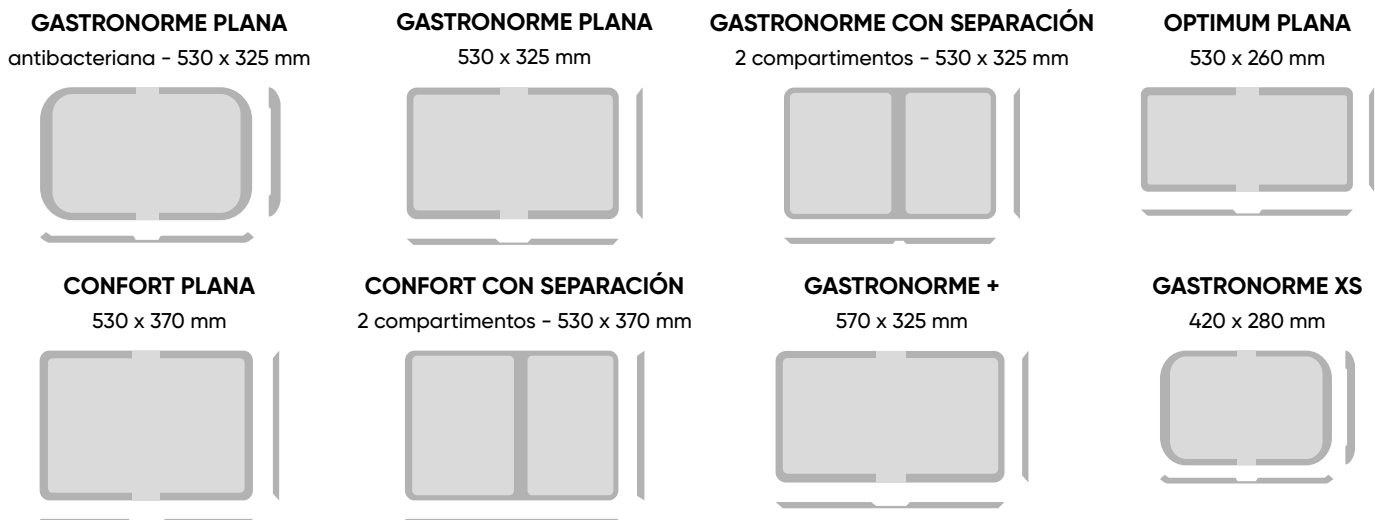 GASTRONORME PLANA
antibacteriana - 530 x 325 mm
GASTRONORME PLANA
530 x 325 mm
GASTRONORME CON SEPARACIÓN
2 compartimentos - 530 x 325 mm
OPTIMUM PLANA
530 x 260 mm
CONFORT PLANA
530 x 370 mm
CONFORT CON SEPARACIÓN
2 compartimentos - 530 x 370 mm
GASTRONORME +
570 x 325 mm
GASTRONORME XS
420 x 280 mm